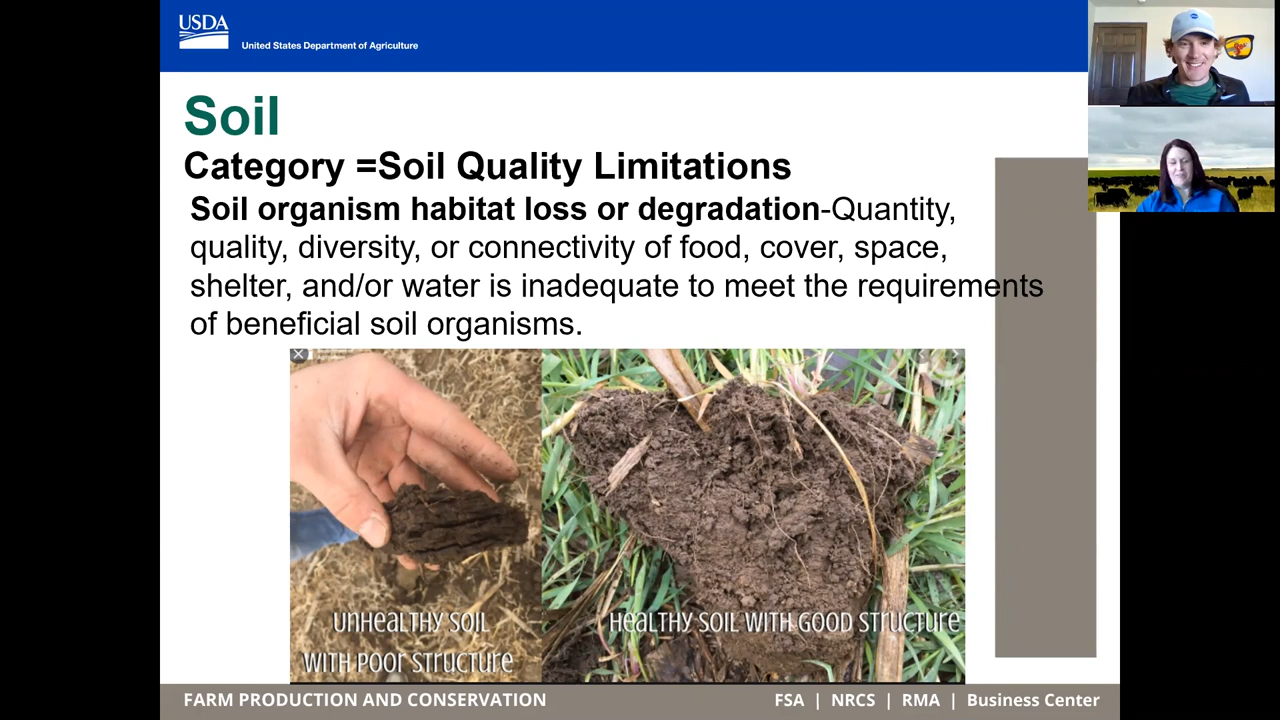 USDA
United States Department of Agriculture
Soil
Category =Soil Quality Limitations
Soil organism habitat loss or degradation-Quantity,
quality, diversity, or connectivity of food, cover, space,
shelter, and/or water is inadequate to meet the requirements
of beneficial soil organisms.
UNHEALTHY SOIL
WITH POOR STRUCTURE
HEALTHY SOIL WITH GOOD STRUCTURE
FARM PRODUCTION AND CONSERVATION
FSA | NRCS | RMA | Business Center